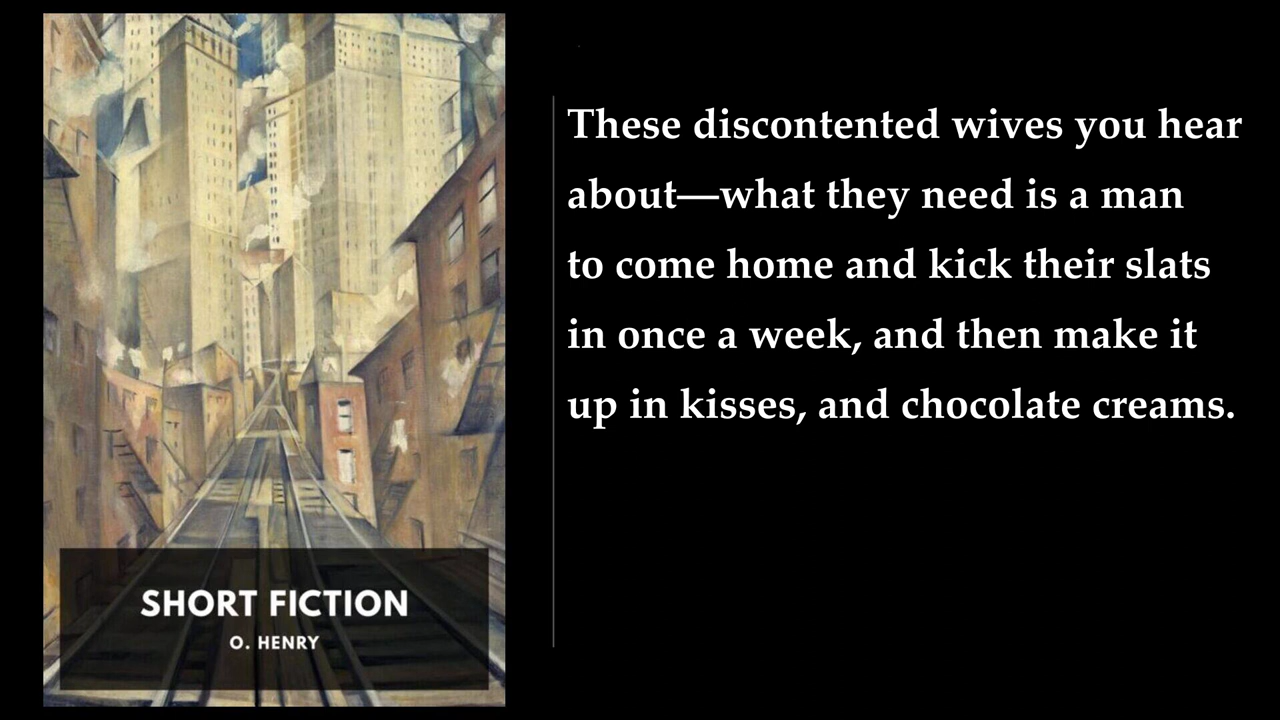 These discontented wives you hear
about—what they need is a man
to come home and kick their slats
in once a week, and then make it
up in kisses, and chocolate creams.
SHORT FICTION
O. HENRY